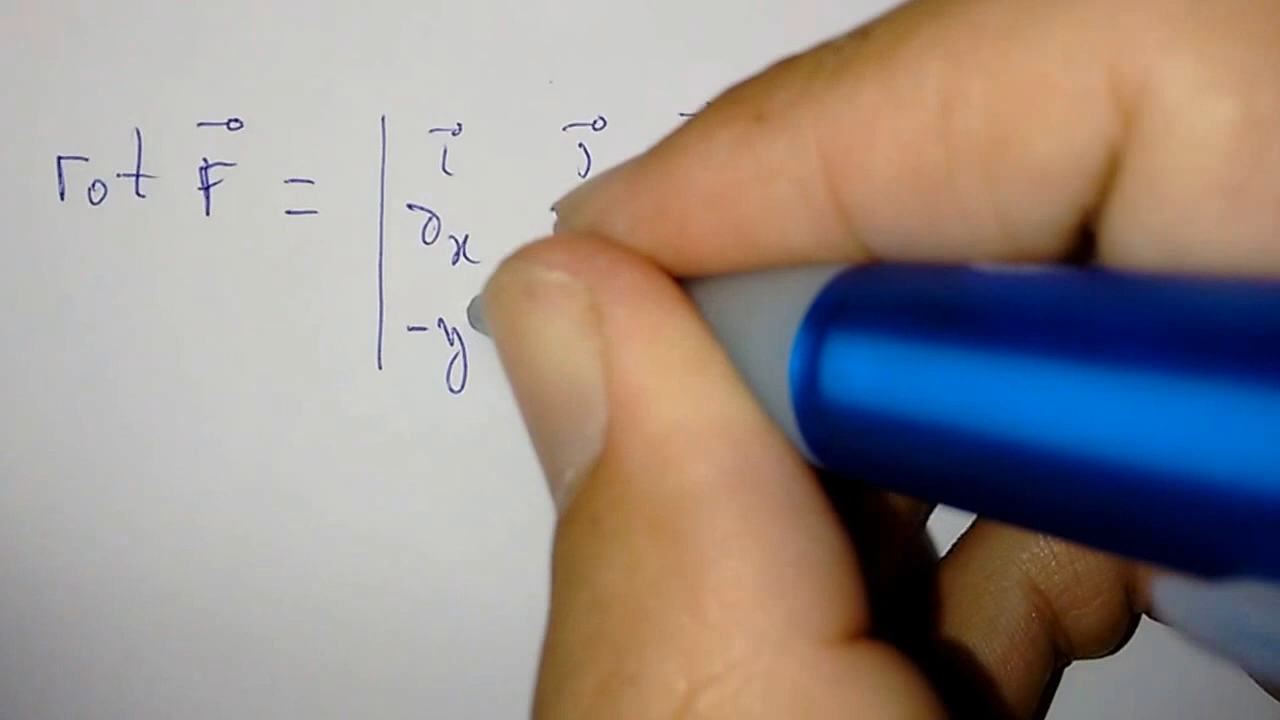 rot F⃗ = | i⃗ j⃗
∂x
-y